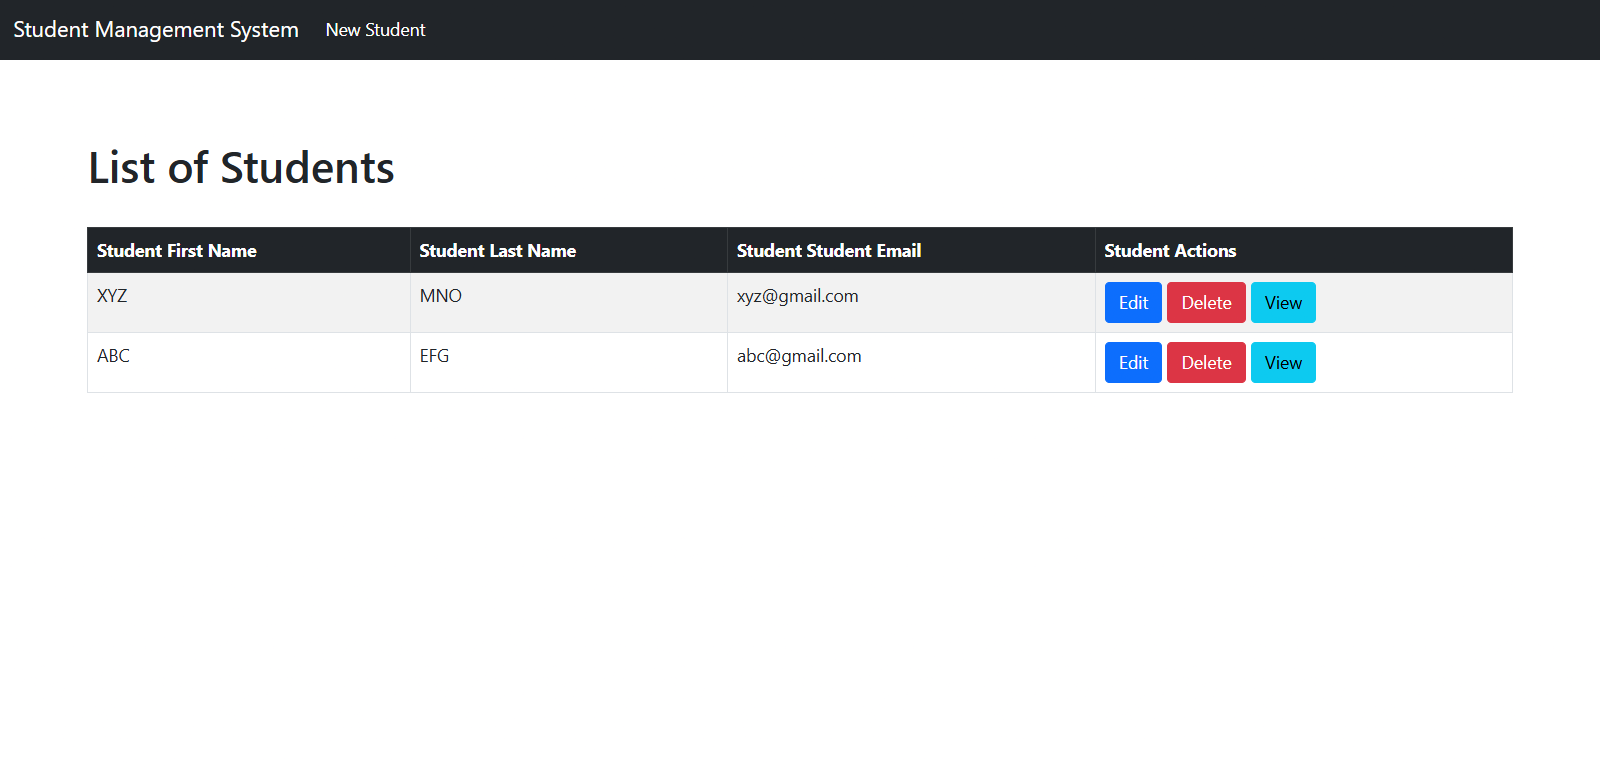 Student Management System New Student
List of Students
Student First Name Student Last Name Student Student Email Student Actions
XYZ MNO xyz@gmail.com Edit Delete View
ABC EFG abc@gmail.com Edit Delete View